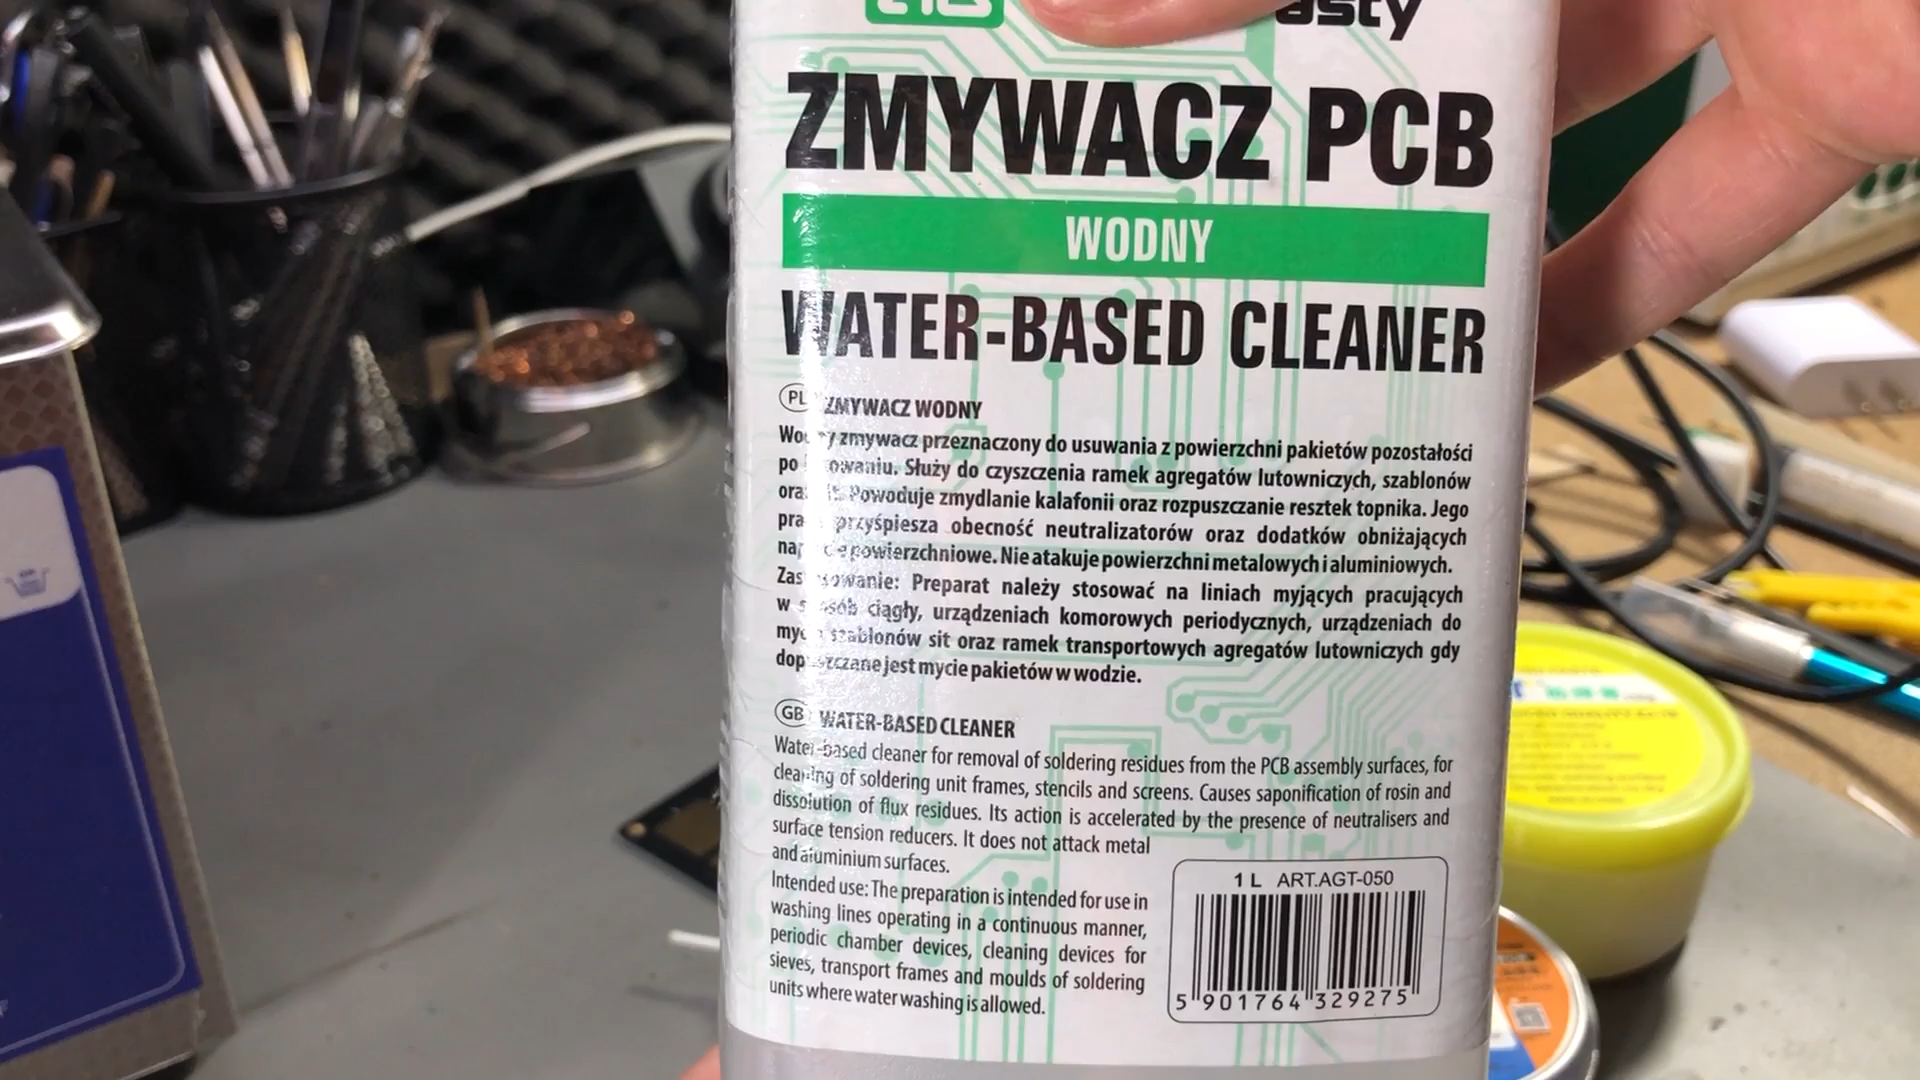 asty
ZMYWACZ PCB
WODNY
WATER-BASED CLEANER
PL ZMYWACZ WODNY
zmywacz przeznaczony do usuwania z powierzchni pakietów pozostałości
po Służy do czyszczenia ramek agregatów lutowniczych, szablonów
Powoduje zmydlanie kalafonii oraz rozpuszczanie resztek topnika. Jego
przyśpiesza obecność neutralizatorów oraz dodatków obniżających
powierzchniowe. Nie atakuje powierzchni metalowych i aluminiowych.
Preparat należy stosować na liniach myjących pracujących
w ciągły, urządzeniach komorowych periodycznych, urządzeniach do
szablonów sit oraz ramek transportowych agregatów lutowniczych gdy
jest mycie pakietów w wodzie.
GB WATER-BASED CLEANER
Water-based cleaner for removal of soldering residues from the PCB assembly surfaces, for
cleaning of soldering unit frames, stencils and screens. Causes saponification of rosin and
dissolution of flux residues. Its action is accelerated by the presence of neutralisers and
surface tension reducers. It does not attack metal
and aluminium surfaces.
Intended use: The preparation is intended for use in
washing lines operating in a continuous manner,
periodic chamber devices, cleaning devices for
sieves, transport frames and moulds of soldering
units where water washing is allowed.
1 L ART.AGT-050
5 901764 329275